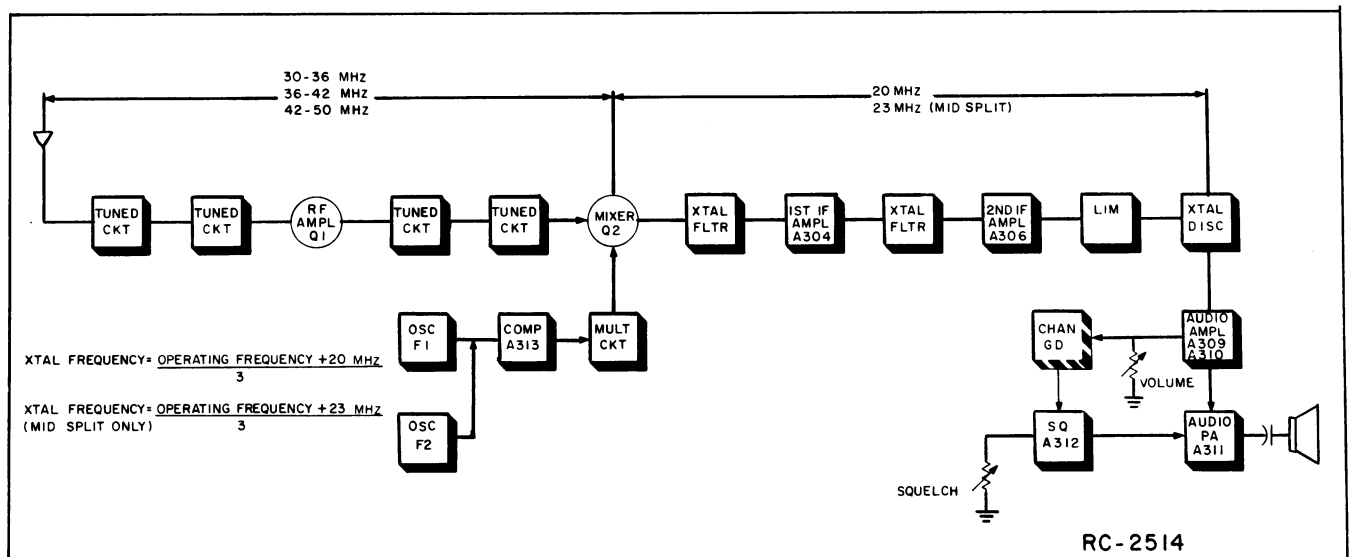 30-36 MHZ
36-42 MHZ
42-50 MHZ
20 MHZ
23 MHZ (MID SPLIT)
TUNED
CKT
TUNED
CKT
RF
AMPL
Q1
TUNED
CKT
TUNED
CKT
MIXER
Q2
XTAL
FLTR
1ST IF
AMPL
A304
XTAL
FLTR
2ND IF
AMPL
A306
LIM
XTAL
DISC
OSC
F1
COMP
A313
MULT
CKT
CHAN
GD
AUDIO
AMPL
A309
A310
XTAL FREQUENCY= OPERATING FREQUENCY +20 MHZ
3
VOLUME
XTAL FREQUENCY= OPERATING FREQUENCY +23 MHZ
(MID SPLIT ONLY) 3
OSC
F2
SQ
A312
AUDIO
PA
A311
SQUELCH
RC-2514